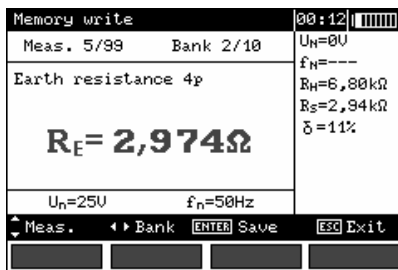 Memory write 00:12
Meas. 5/99 Bank 2/10
Earth resistance 4p
RE= 2,974Ω
Un=25V fn=50Hz
UN=0V
fN=---
RH=6,80kΩ
RS=2,94kΩ
δ=11%
Meas. Bank ENTER Save ESC Exit